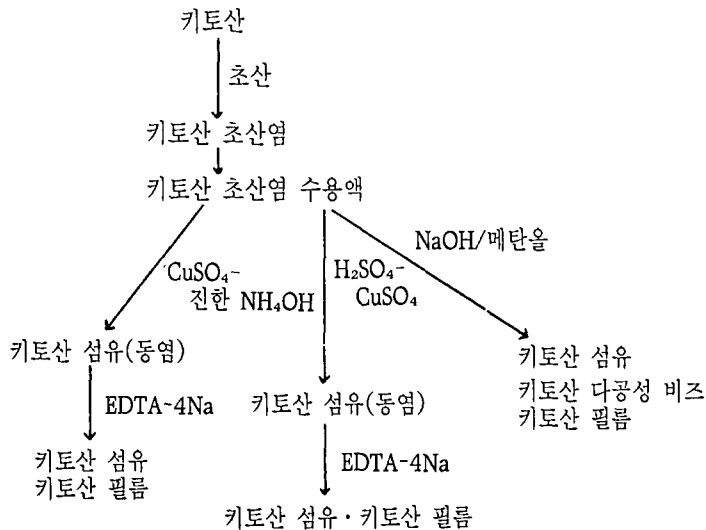 키토산
초산
키토산 초산염
키토산 초산염 수용액
NaOH/메탄올
CuSO₄-
진한 NH₄OH
H₂SO₄-
CuSO₄
키토산 섬유(동염)
키토산 섬유
키토산 다공성 비즈
키토산 필름
EDTA-4Na
키토산 섬유(동염)
키토산 섬유
키토산 필름
EDTA-4Na
키토산 섬유·키토산 필름